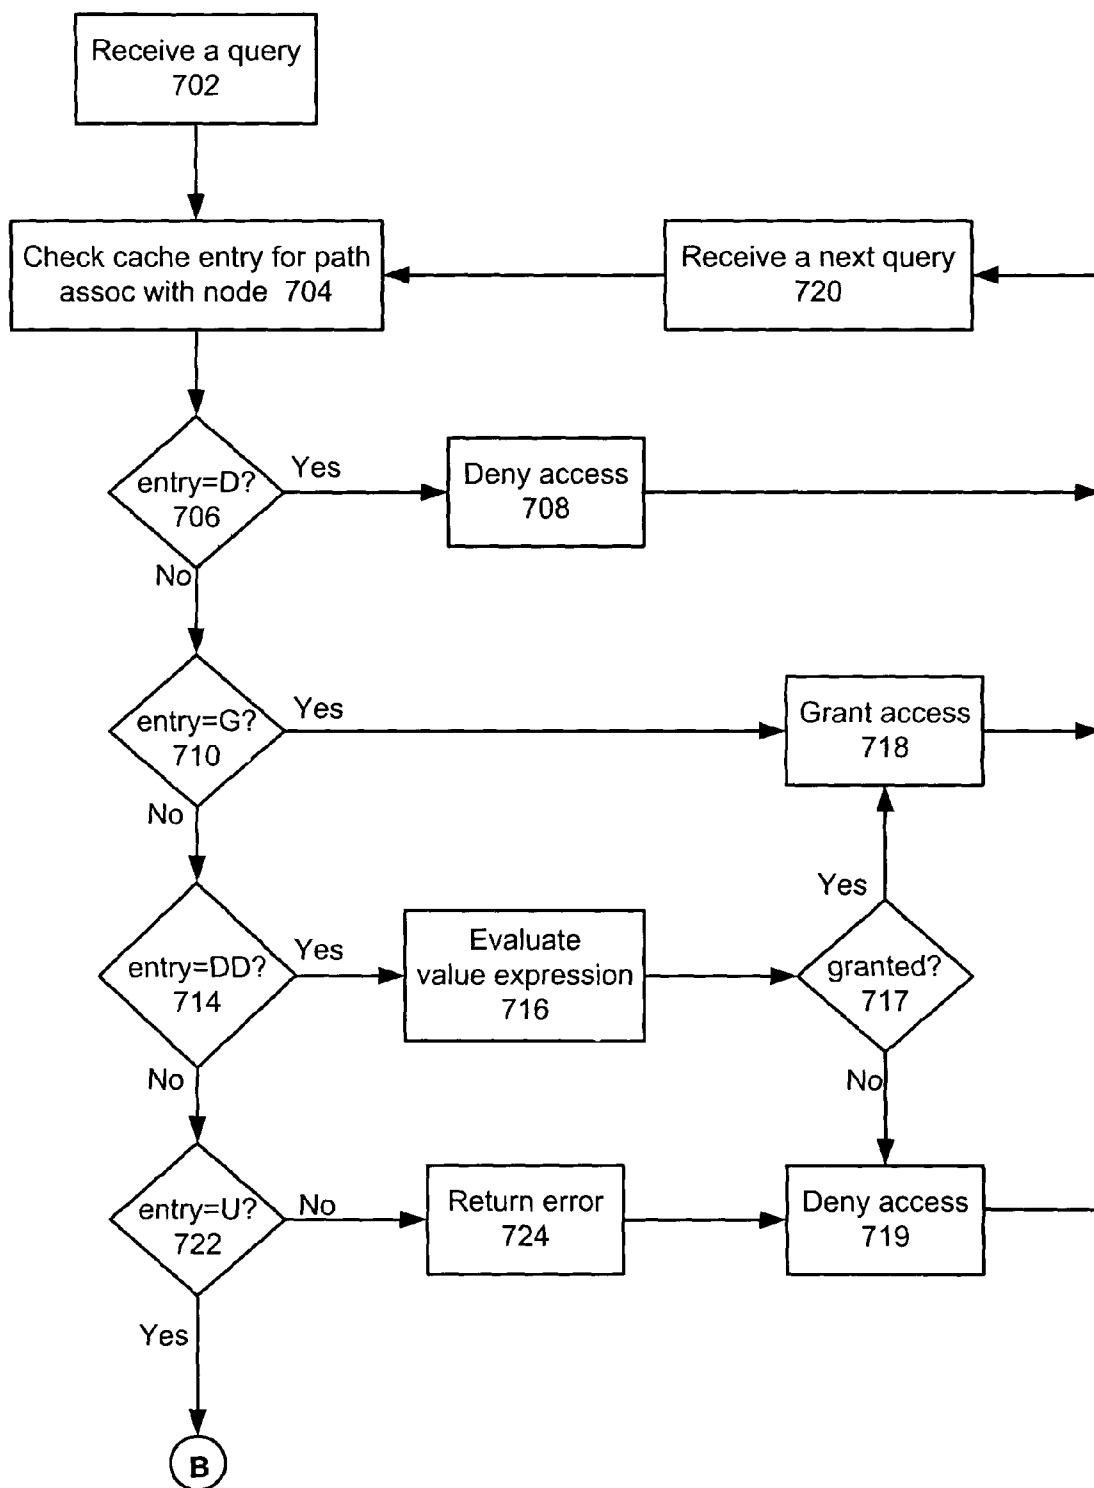 Receive a query
702
Check cache entry for path
assoc with node 704
Receive a next query
720
entry=D?
706
Yes
Deny access
708
No
entry=G?
710
Yes
Grant access
718
No
Yes
entry=DD?
714
Yes
Evaluate
value expression
716
granted?
717
No
No
entry=U?
722
No
Return error
724
Deny access
719
Yes
B